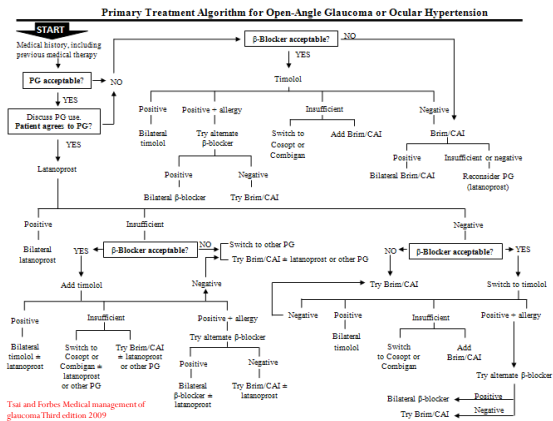 Primary Treatment Algorithm for Open-Angle Glaucoma or Ocular Hypertension
START
Medical history, including
previous medical therapy
PG acceptable?
NO
YES
Discuss PG use.
Patient agrees to PG?
YES
Latanoprost
β-Blocker acceptable?
NO
YES
Timolol
Positive
Positive + allergy
Insufficient
Negative
Bilateral
timolol
Try alternate
β-blocker
Switch to
Cosopt or
Combigan
Add Brim/CAI
Brim/CAI
Positive
Negative
Bilateral β-blocker
Try Brim/CAI
Positive
Insufficient or negative
Bilateral Brim/CAI
Reconsider PG
(latanoprost)
Positive
Insufficient
Negative
Bilateral
latanoprost
YES
β-Blocker acceptable?
NO
Switch to other PG
Try Brim/CAI ± latanoprost or other PG
NO
β-Blocker acceptable?
YES
Add timolol
Negative
Try Brim/CAI
Switch to timolol
Positive
Insufficient
Positive + allergy
Bilateral
timolol ±
latanoprost
Switch to
Cosopt or
Combigan ±
latanoprost
or other PG
Try Brim/CAI
± latanoprost
or other PG
Try alternate β-blocker
Positive
Negative
Bilateral
β-blocker ±
latanoprost
Try Brim/CAI ±
latanoprost
Negative
Positive
Insufficient
Positive + allergy
Bilateral
timolol
Switch
to Cosopt or
Combigan
Add
Brim/CAI
Try alternate β-blocker
Bilateral β-blocker
Positive
Try Brim/CAI
Negative
Tsai and Forbes Medical management of
glaucoma Third edition 2009